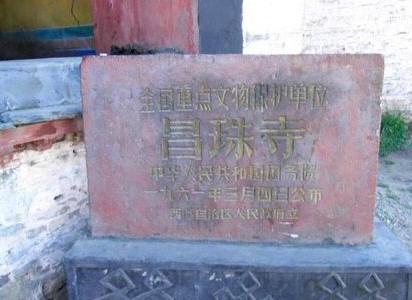 全国重点文物保护单位
昌珠寺
中华人民共和国国务院
一九六一年三月四日公布
西藏自治区人民政府立